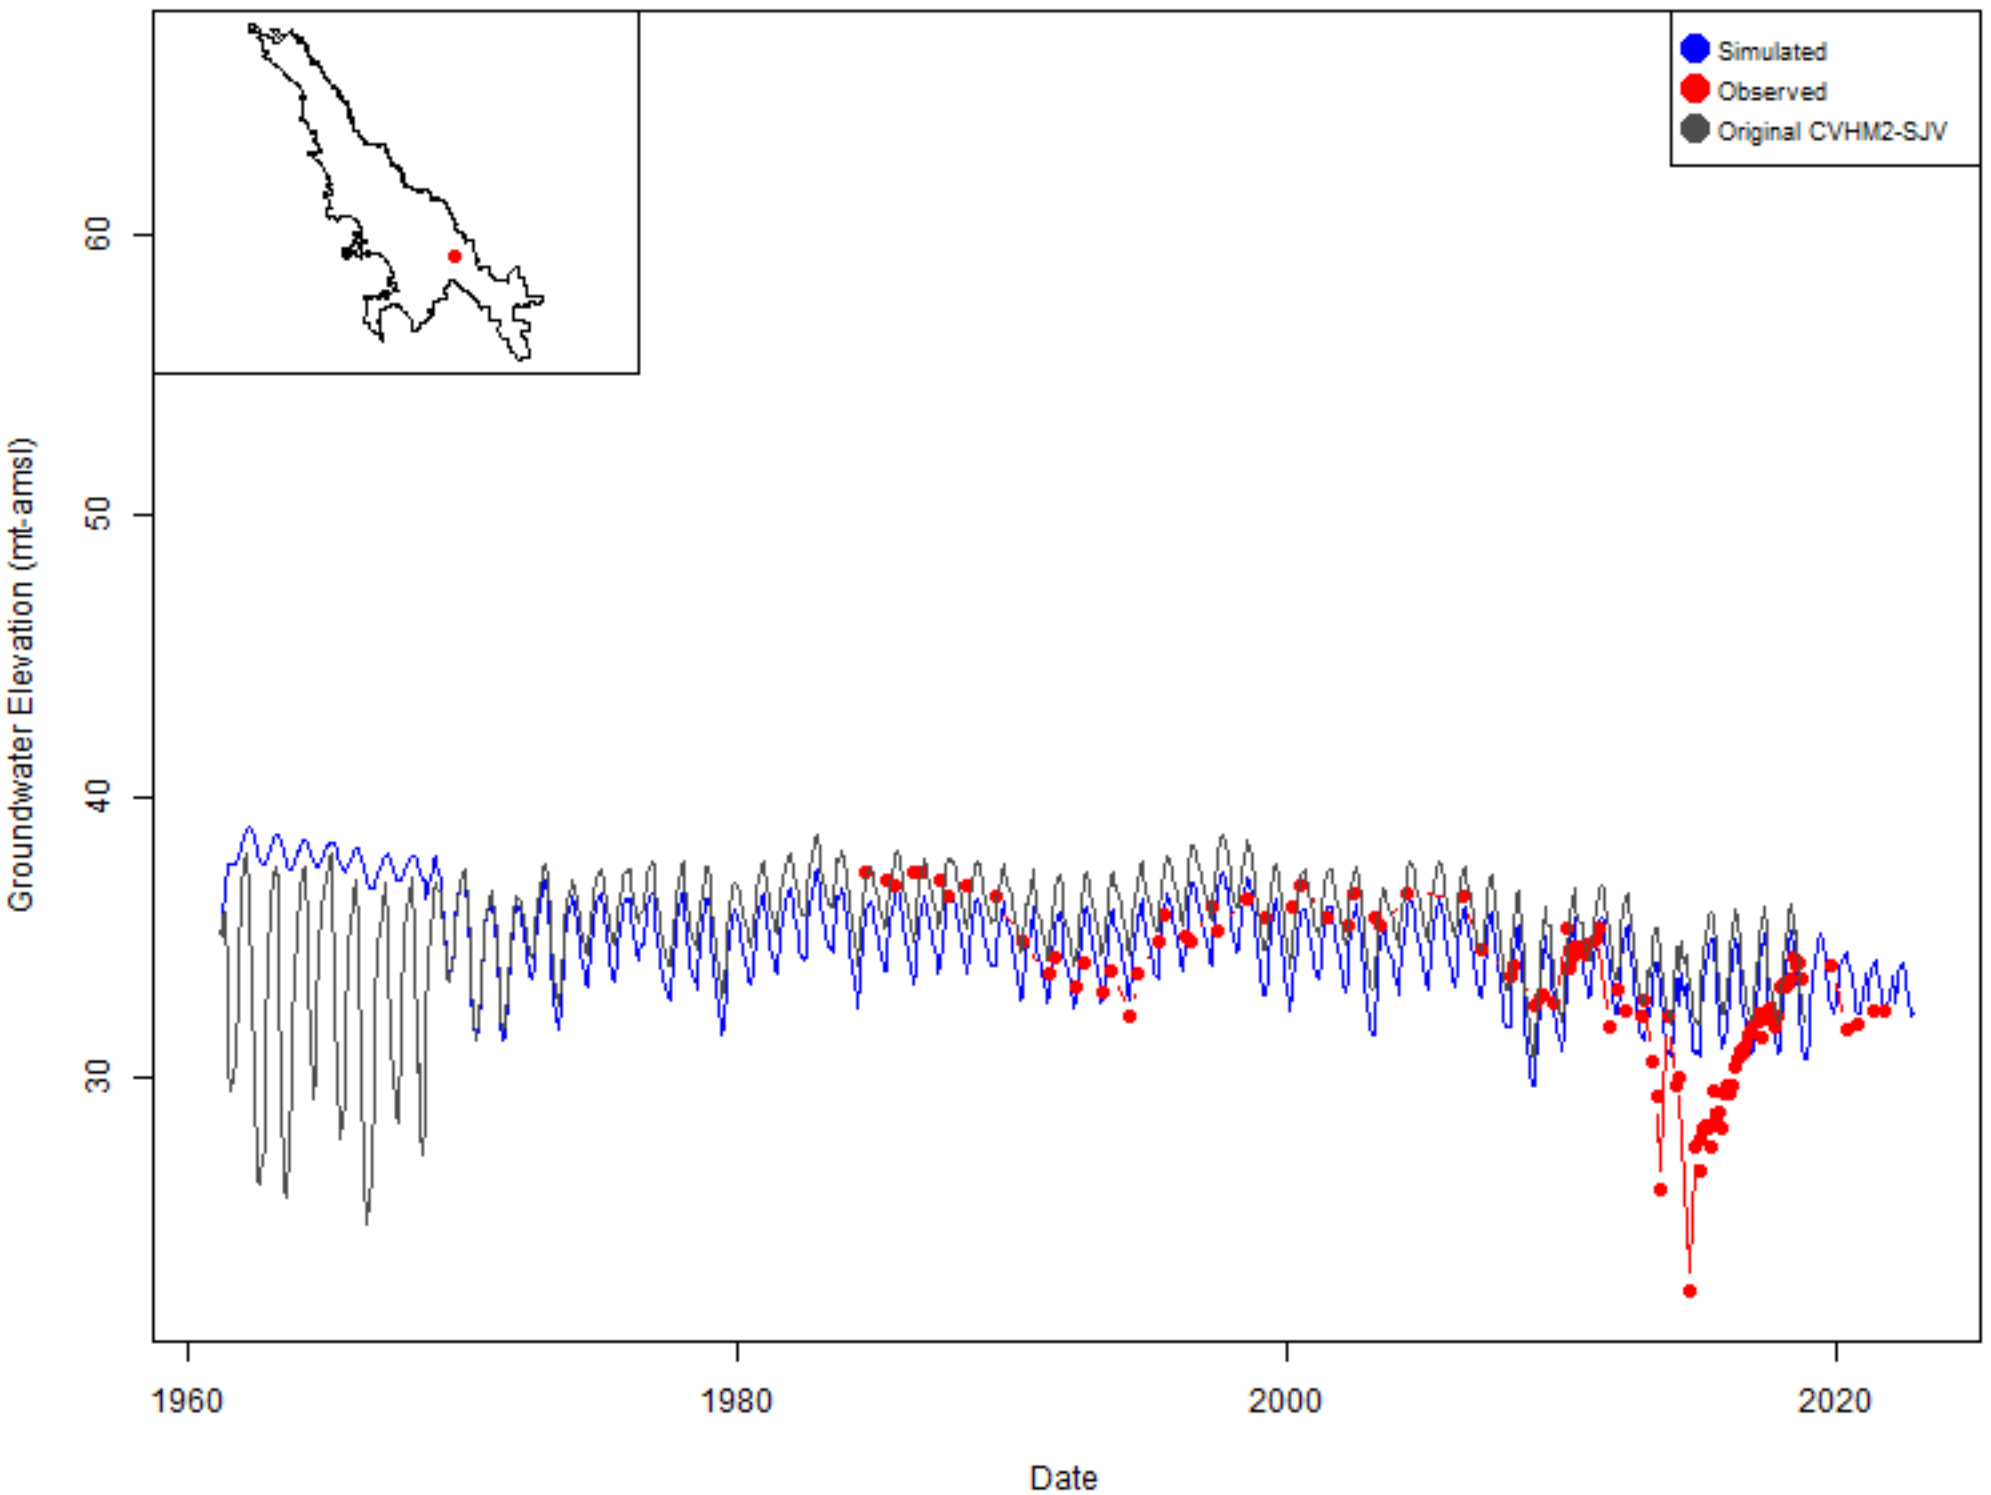 Simulated
Observed
Original CVHM2-SJV
Groundwater Elevation (mt-amsl)
60
50
40
30
1960
1980
2000
2020
Date